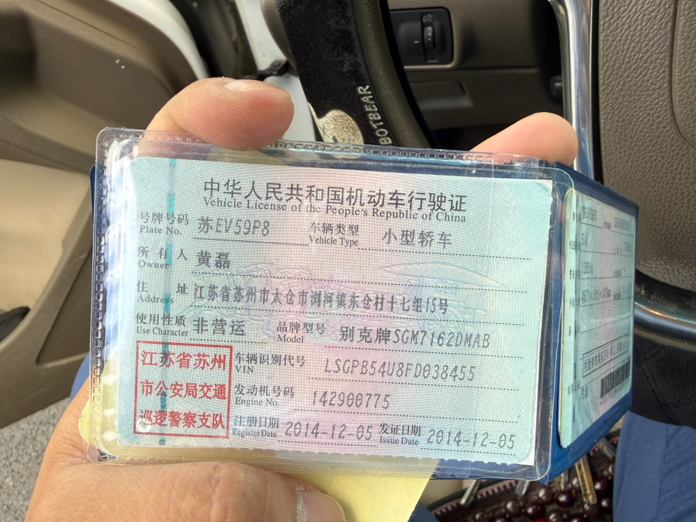 BOTBEAR
中华人民共和国机动车行驶证
Vehicle License of the People's Republic of China
号牌号码 苏EV59P8 车辆类型 小型轿车
Plate No. Vehicle Type
所有人 黄磊
Owner
住址 江苏省苏州市太仓市浏河镇东仓村十七组15号
Address
使用性质 非营运 品牌型号 别克牌SGM7162DMAB
Use Character Model
江苏省苏州
市公安局交通
巡逻警察支队
车辆识别代号 LSGPB54U8FD038455
VIN
发动机号码 142900775
Engine No.
注册日期 2014-12-05 发证日期 2014-12-05
Register Date Issue Date